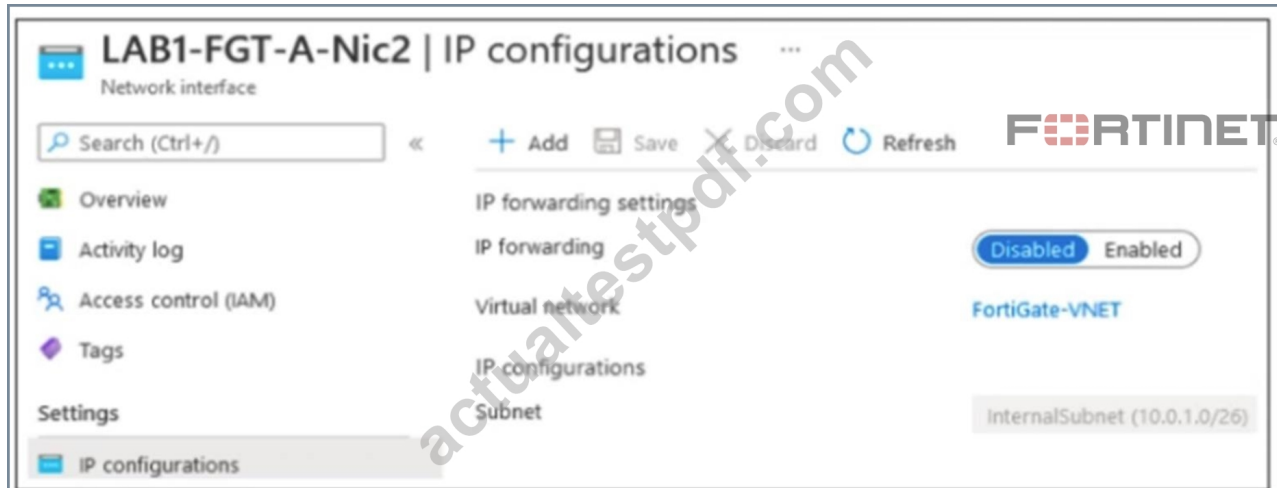 LAB1-FGT-A-Nic2 | IP configurations ...
Network interface
Search (Ctrl+/)
«
+ Add Save Discard Refresh
FORTINET®
Overview
IP forwarding settings
Activity log
IP forwarding
Disabled Enabled
Access control (IAM)
Virtual network
FortiGate-VNET
Tags
IP configurations
Settings
Subnet
InternalSubnet (10.0.1.0/26)
IP configurations
actualtestpdf.com